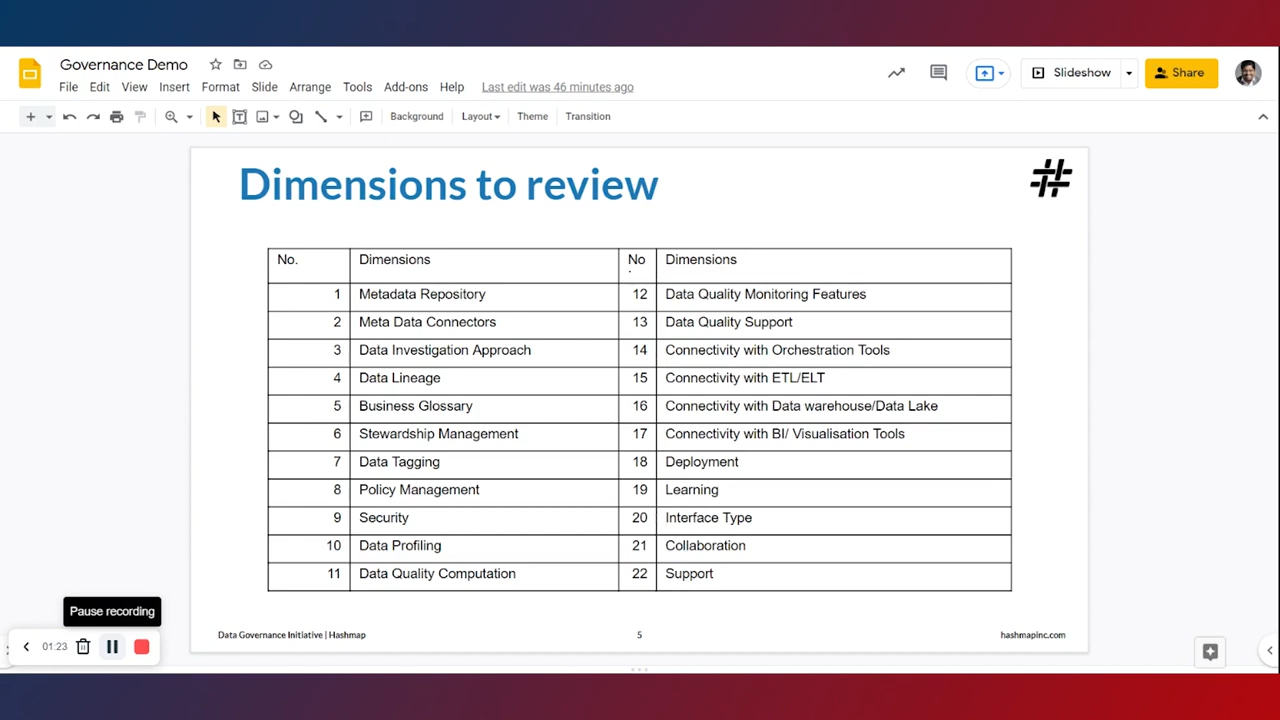 Governance Demo
File Edit View Insert Format Slide Arrange Tools Add-ons Help Last edit was 46 minutes ago
Slideshow
Share
Background Layout Theme Transition
Dimensions to review
No. Dimensions No. Dimensions
1 Metadata Repository 12 Data Quality Monitoring Features
2 Meta Data Connectors 13 Data Quality Support
3 Data Investigation Approach 14 Connectivity with Orchestration Tools
4 Data Lineage 15 Connectivity with ETL/ELT
5 Business Glossary 16 Connectivity with Data warehouse/Data Lake
6 Stewardship Management 17 Connectivity with BI/ Visualisation Tools
7 Data Tagging 18 Deployment
8 Policy Management 19 Learning
9 Security 20 Interface Type
10 Data Profiling 21 Collaboration
11 Data Quality Computation 22 Support
Pause recording
01:23
Data Governance Initiative | Hashmap 5 hashmapinc.com